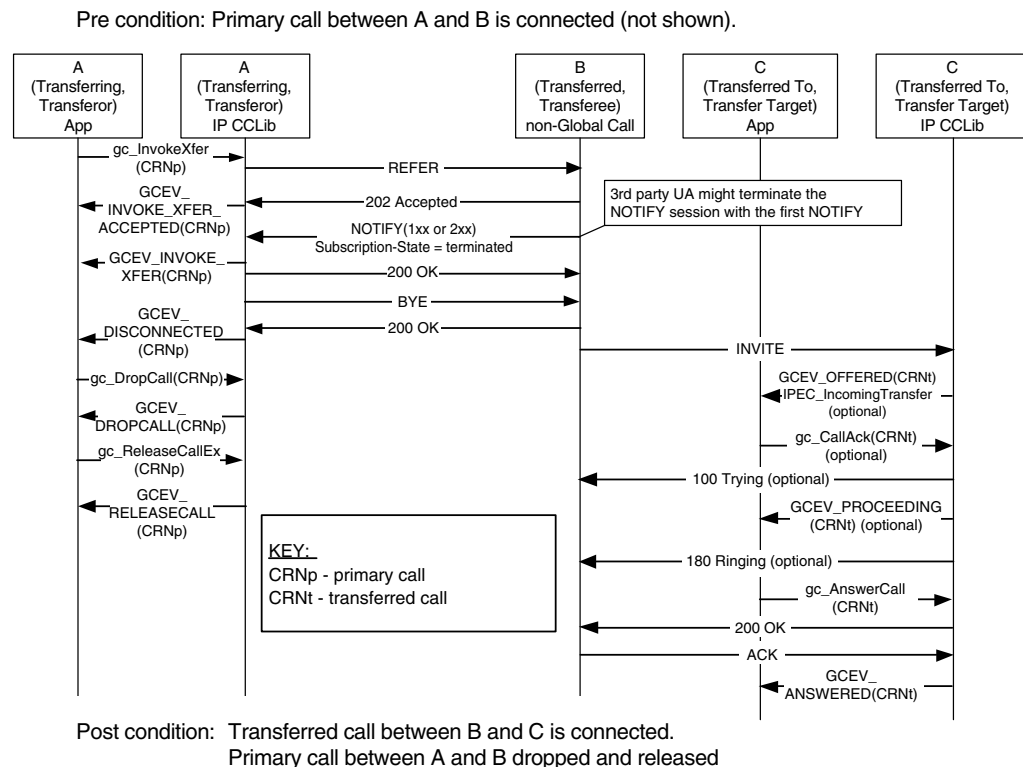 Pre condition: Primary call between A and B is connected (not shown).
A
(Transferring,
Transferor)
App
A
(Transferring,
Transferor)
IP CCLib
B
(Transferred,
Transferee)
non-Global Call
C
(Transferred To,
Transfer Target)
App
C
(Transferred To,
Transfer Target)
IP CCLib
gc_InvokeXfer
(CRNp)
REFER
GCEV_
INVOKE_XFER_
ACCEPTED(CRNp)
202 Accepted
3rd party UA might terminate the
NOTIFY session with the first NOTIFY
NOTIFY(1xx or 2xx)
Subscription-State = terminated
GCEV_INVOKE_
XFER(CRNp)
200 OK
BYE
GCEV_
DISCONNECTED
(CRNp)
200 OK
INVITE
gc_DropCall(CRNp)
GCEV_OFFERED(CRNt)
IPEC_IncomingTransfer
(optional)
GCEV_
DROPCALL(CRNp)
gc_CallAck(CRNt)
(optional)
gc_ReleaseCallEx
(CRNp)
100 Trying (optional)
GCEV_
RELEASECALL
(CRNp)
GCEV_PROCEEDING
(CRNt) (optional)
KEY:
CRNp - primary call
CRNt - transferred call
180 Ringing (optional)
gc_AnswerCall
(CRNt)
200 OK
ACK
GCEV_
ANSWERED(CRNt)
Post condition: Transferred call between B and C is connected.
Primary call between A and B dropped and released